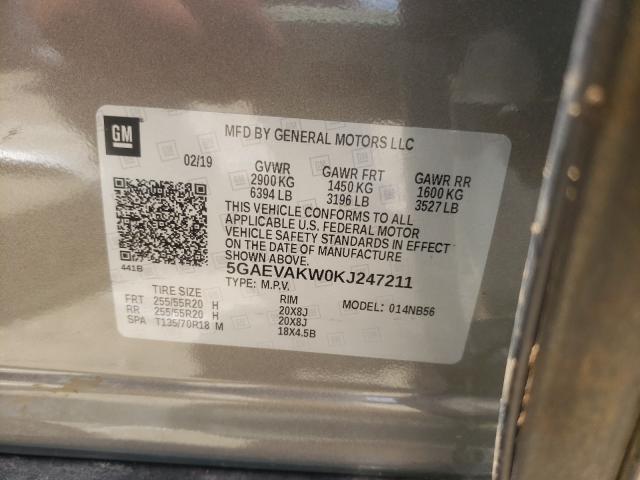 GM
MFD BY GENERAL MOTORS LLC
02/19
GVWR GAWR FRT GAWR RR
2900 KG 1450 KG 1600 KG
6394 LB 3196 LB 3527 LB
THIS VEHICLE CONFORMS TO ALL
APPLICABLE U.S. FEDERAL MOTOR
VEHICLE SAFETY STANDARDS IN EFFECT
ON THE DATE OF MANUFACTURE
SHOWN ABOVE.
441B
5GAEVAKW0KJ247211
TYPE: M.P.V.
TIRE SIZE RIM MODEL: 014NB56
FRT 255/55R20 H 20X8J
RR 255/55R20 H 20X8J
SPA T135/70R18 M 18X4.5B